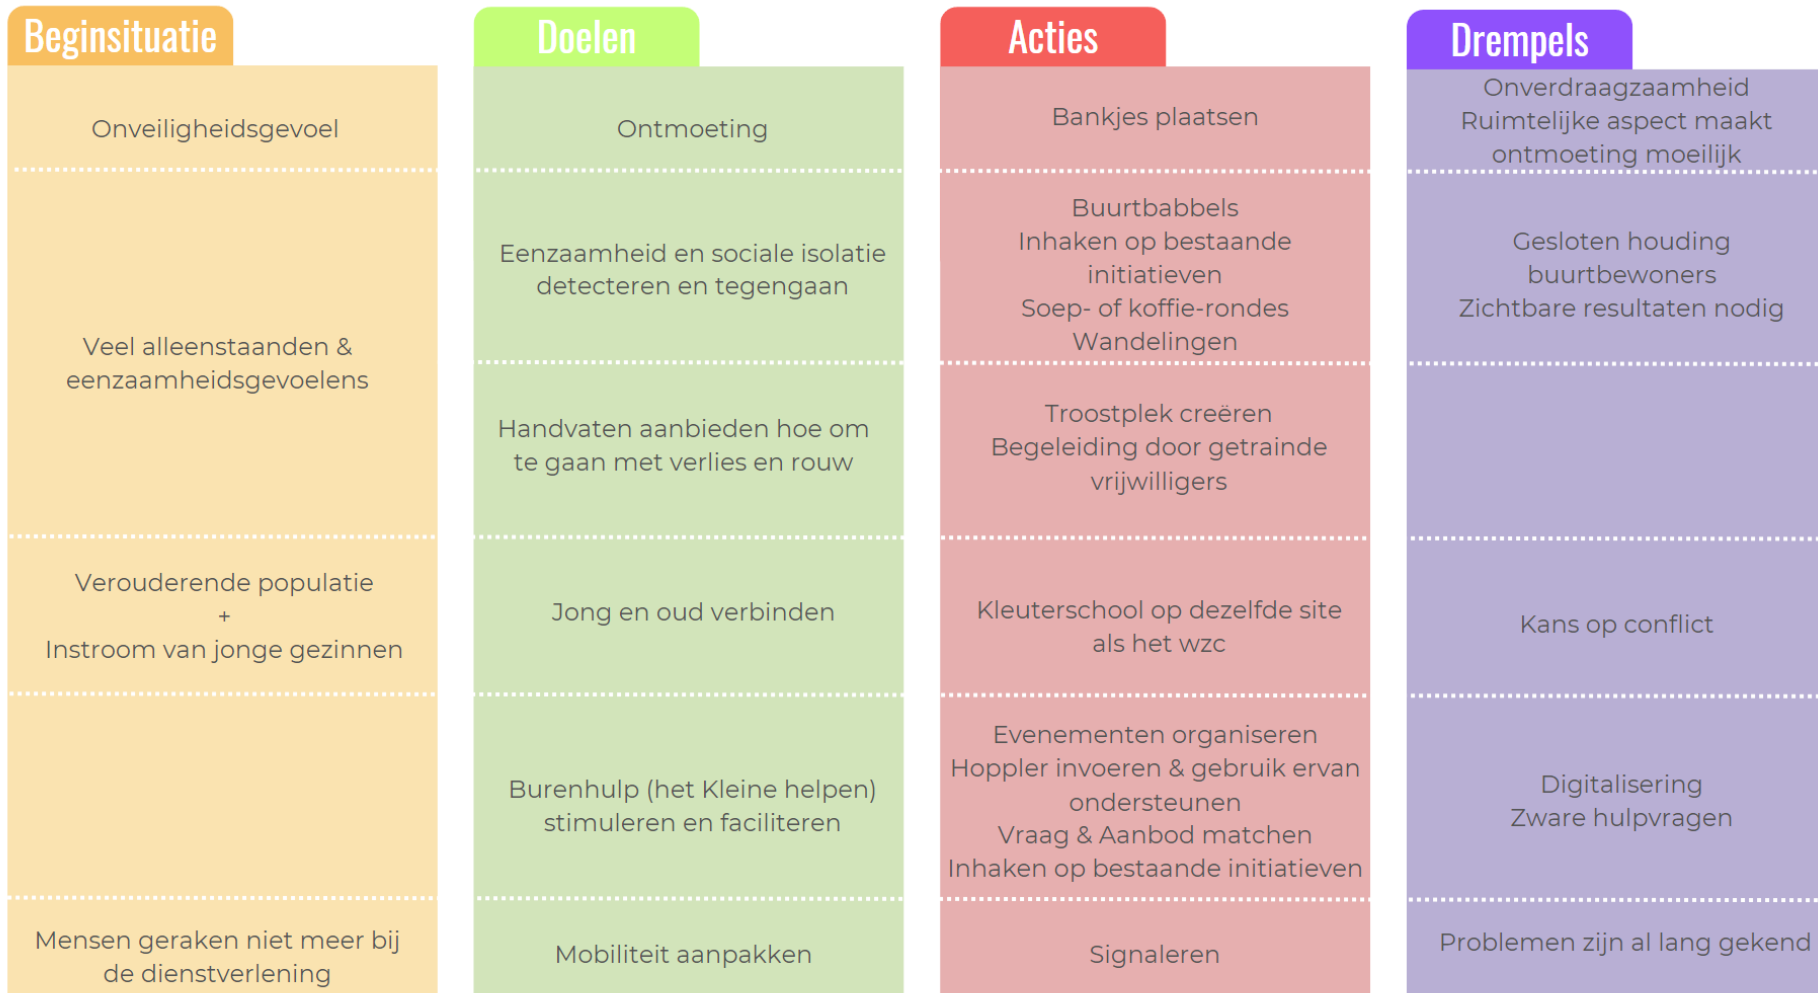 Beginsituatie
Onveiligheidsgevoel
Veel alleenstaanden &
eenzaamheidsgevoelens
Verouderende populatie
+
Instroom van jonge gezinnen
Mensen geraken niet meer bij
de dienstverlening
Doelen
Ontmoeting
Eenzaamheid en sociale isolatie
detecteren en tegengaan
Handvaten aanbieden hoe om
te gaan met verlies en rouw
Jong en oud verbinden
Burenhulp (het Kleine helpen)
stimuleren en faciliteren
Mobiliteit aanpakken
Acties
Bankjes plaatsen
Buurtbabbels
Inhaken op bestaande
initiatieven
Soep- of koffie-rondes
Wandelingen
Troostplek creëren
Begeleiding door getrainde
vrijwilligers
Kleuterschool op dezelfde site
als het wzc
Evenementen organiseren
Hoppler invoeren & gebruik ervan
ondersteunen
Vraag & Aanbod matchen
Inhaken op bestaande initiatieven
Signaleren
Drempels
Onverdraagzaamheid
Ruimtelijke aspect maakt
ontmoeting moeilijk
Gesloten houding
buurtbewoners
Zichtbare resultaten nodig
Kans op conflict
Digitalisering
Zware hulpvragen
Problemen zijn al lang gekend